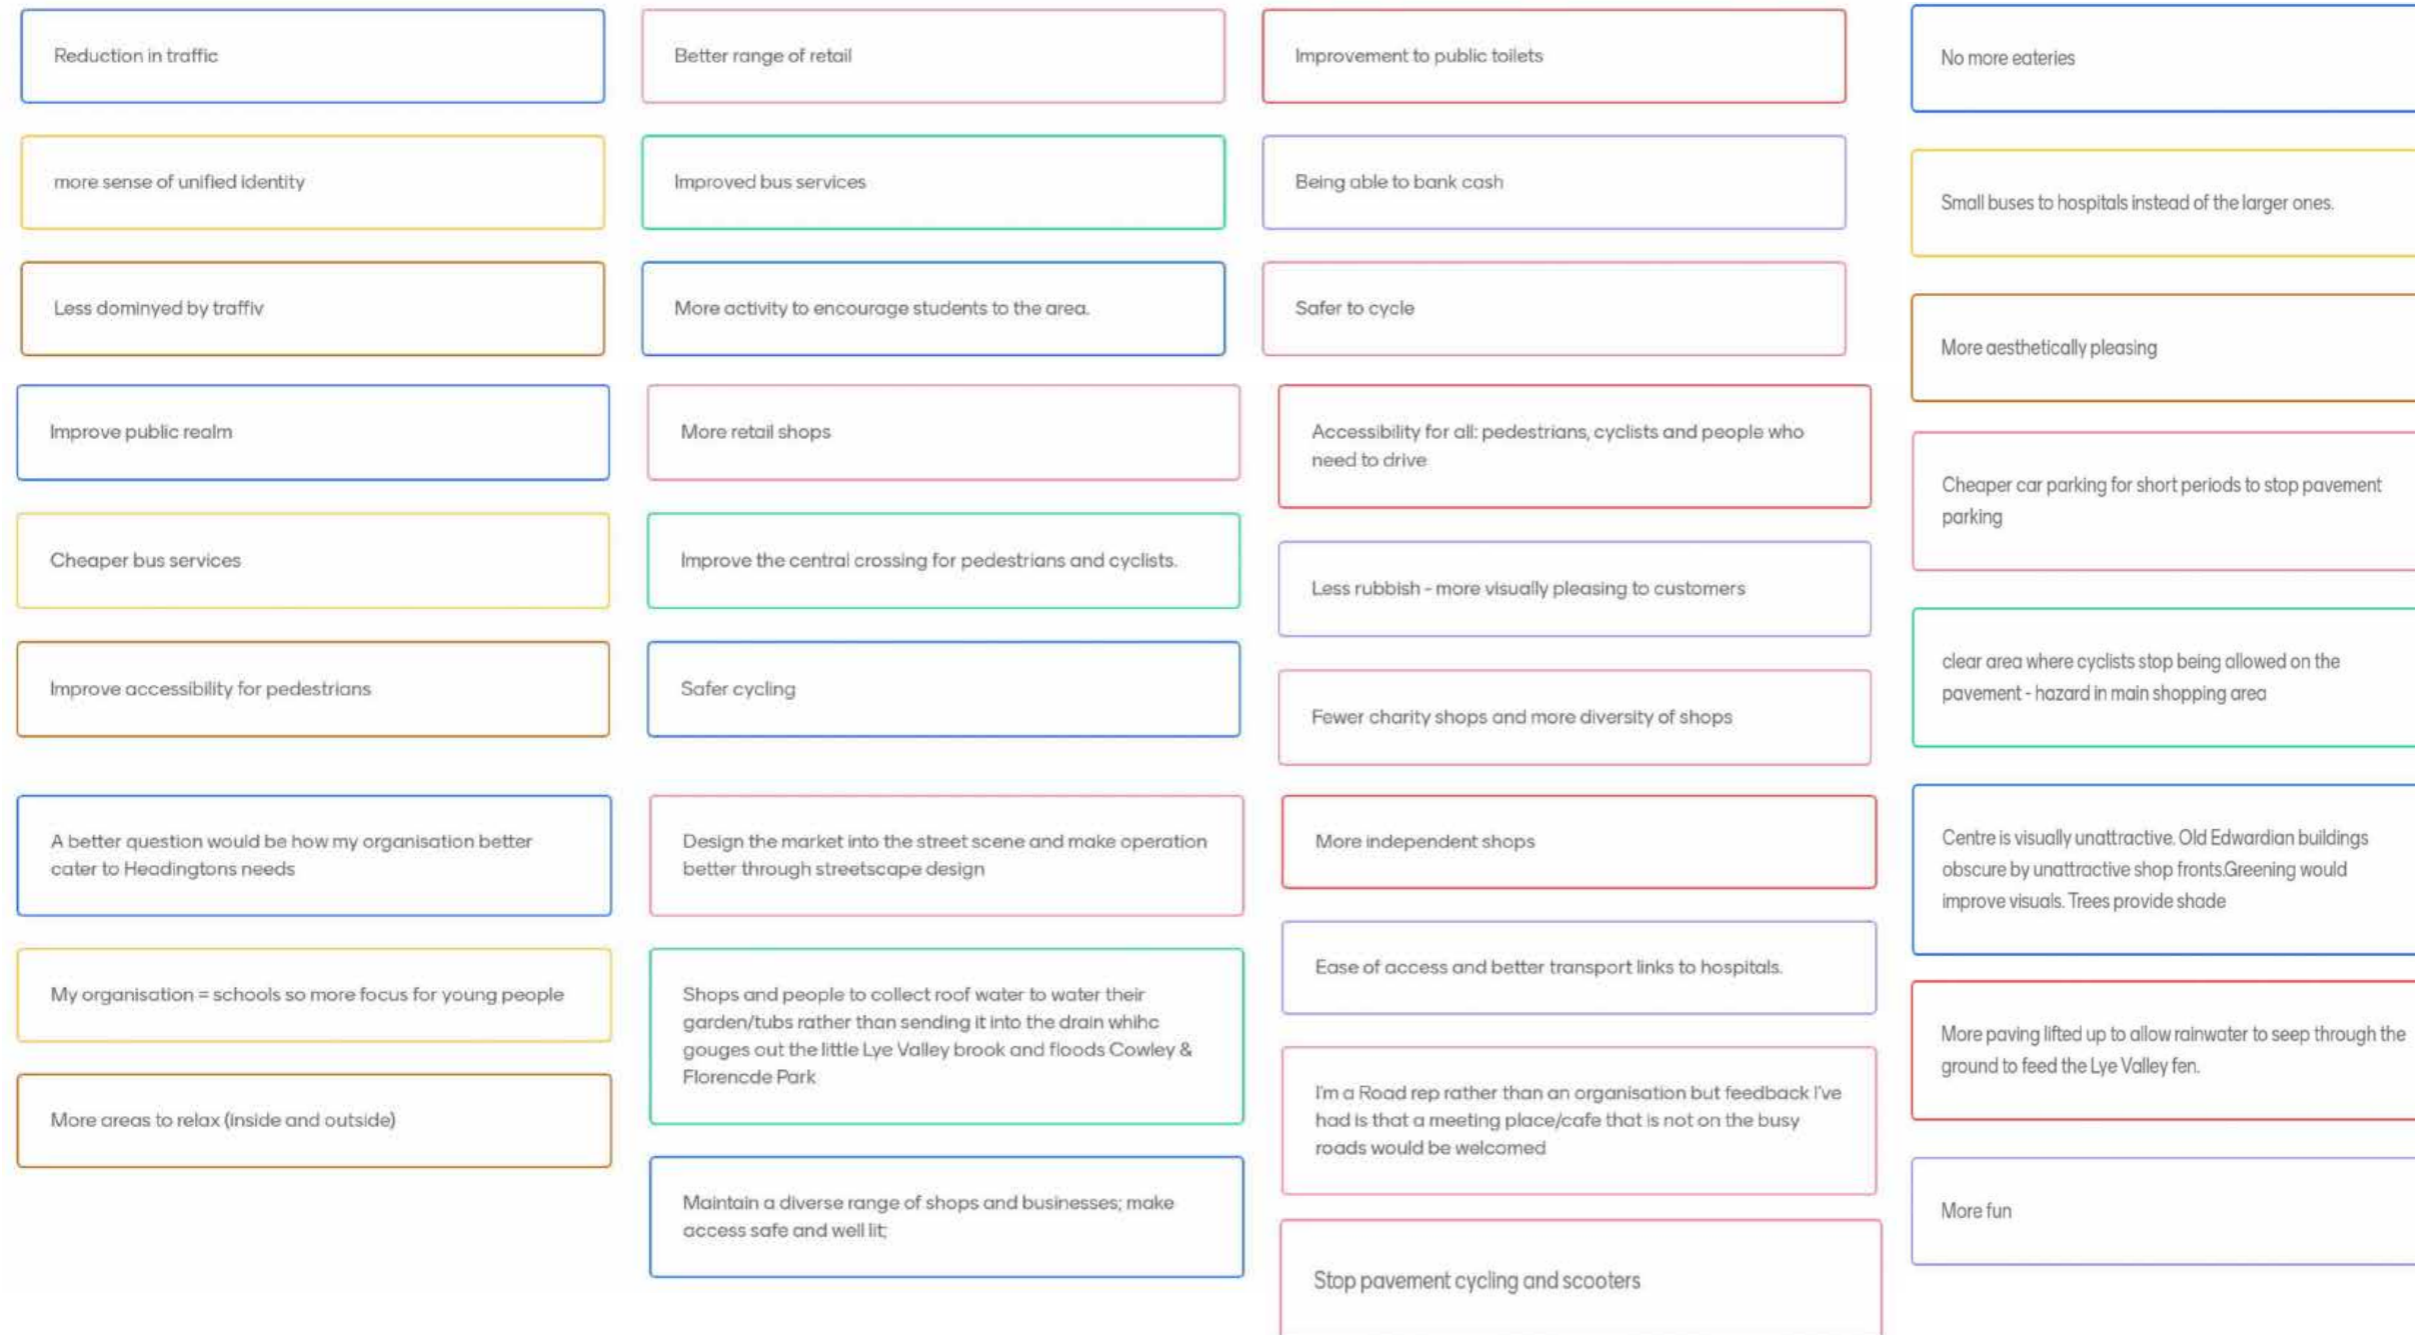 Reduction in traffic
more sense of unified identity
Less dominyed by traffiv
Improve public realm
Cheaper bus services
Improve accessibility for pedestrians
A better question would be how my organisation better
cater to Headingtons needs
My organisation = schools so more focus for young people
More areas to relax (inside and outside)
Better range of retail
Improved bus services
More activity to encourage students to the area.
More retail shops
Improve the central crossing for pedestrians and cyclists.
Safer cycling
Design the market into the street scene and make operation
better through streetscape design
Shops and people to collect roof water to water their
garden/tubs rather than sending it into the drain whihc
gouges out the little Lye Valley brook and floods Cowley &
Florencde Park
Maintain a diverse range of shops and businesses; make
access safe and well lit;
Improvement to public toilets
Being able to bank cash
Safer to cycle
Accessibility for all: pedestrians, cyclists and people who
need to drive
Less rubbish - more visually pleasing to customers
Fewer charity shops and more diversity of shops
More independent shops
Ease of access and better transport links to hospitals.
I'm a Road rep rather than an organisation but feedback I've
had is that a meeting place/cafe that is not on the busy
roads would be welcomed
Stop pavement cycling and scooters
No more eateries
Small buses to hospitals instead of the larger ones.
More aesthetically pleasing
Cheaper car parking for short periods to stop pavement
parking
clear area where cyclists stop being allowed on the
pavement - hazard in main shopping area
Centre is visually unattractive. Old Edwardian buildings
obscure by unattractive shop fronts.Greening would
improve visuals. Trees provide shade
More paving lifted up to allow rainwater to seep through the
ground to feed the Lye Valley fen.
More fun